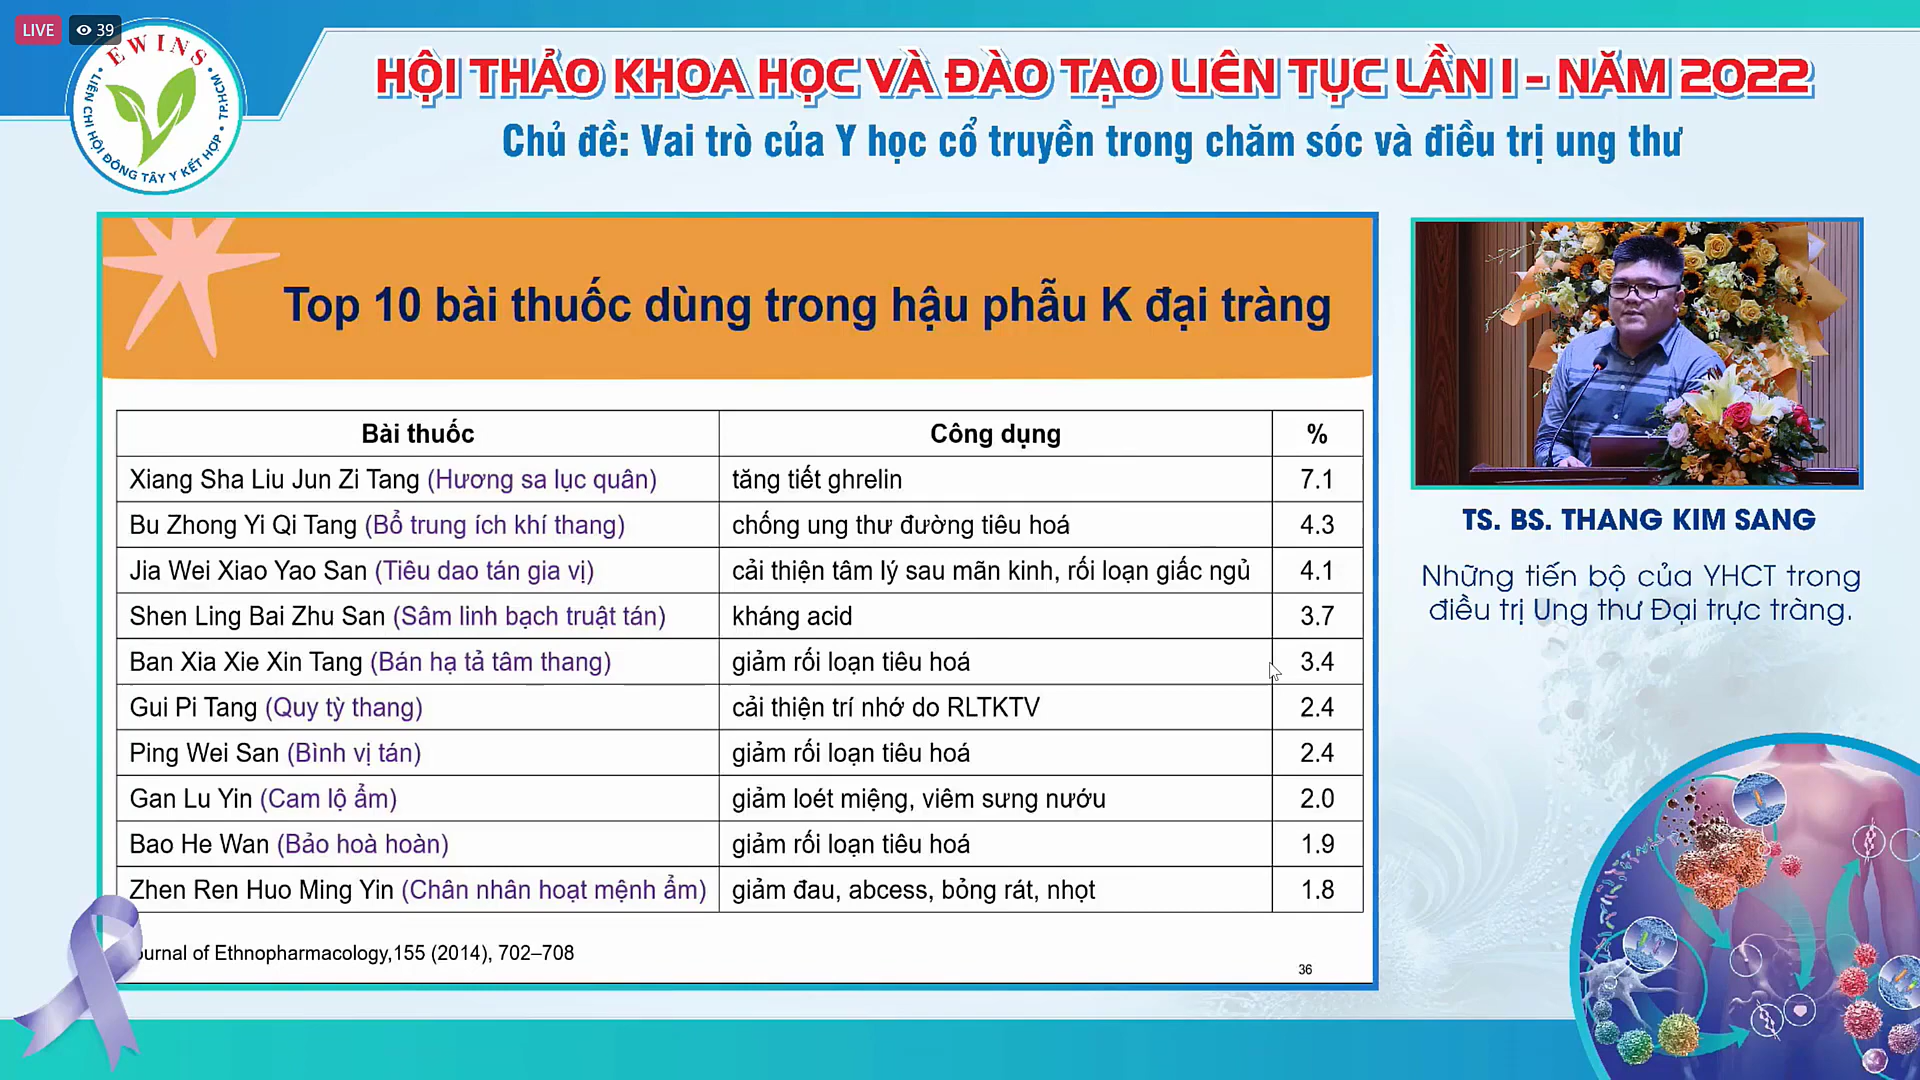 LIVE 39
EWINS
LIÊN CHI HỘI ĐÔNG TÂY Y KẾT HỢP • TP.HCM
HỘI THẢO KHOA HỌC VÀ ĐÀO TẠO LIÊN TỤC LẦN I - NĂM 2022
Chủ đề: Vai trò của Y học cổ truyền trong chăm sóc và điều trị ung thư
Top 10 bài thuốc dùng trong hậu phẫu K đại tràng
Bài thuốc Công dụng %
Xiang Sha Liu Jun Zi Tang (Hương sa lục quân) tăng tiết ghrelin 7.1
Bu Zhong Yi Qi Tang (Bổ trung ích khí thang) chống ung thư đường tiêu hoá 4.3
Jia Wei Xiao Yao San (Tiêu dao tán gia vị) cải thiện tâm lý sau mãn kinh, rối loạn giấc ngủ 4.1
Shen Ling Bai Zhu San (Sâm linh bạch truật tán) kháng acid 3.7
Ban Xia Xie Xin Tang (Bán hạ tả tâm thang) giảm rối loạn tiêu hoá 3.4
Gui Pi Tang (Quy tỳ thang) cải thiện trí nhớ do RLTKTV 2.4
Ping Wei San (Bình vị tán) giảm rối loạn tiêu hoá 2.4
Gan Lu Yin (Cam lộ ẩm) giảm loét miệng, viêm sưng nướu 2.0
Bao He Wan (Bảo hoà hoàn) giảm rối loạn tiêu hoá 1.9
Zhen Ren Huo Ming Yin (Chân nhân hoạt mệnh ẩm) giảm đau, abcess, bỏng rát, nhọt 1.8
urnal of Ethnopharmacology,155 (2014), 702–708
36
TS. BS. THANG KIM SANG
Những tiến bộ của YHCT trong
điều trị Ung thư Đại trực tràng.